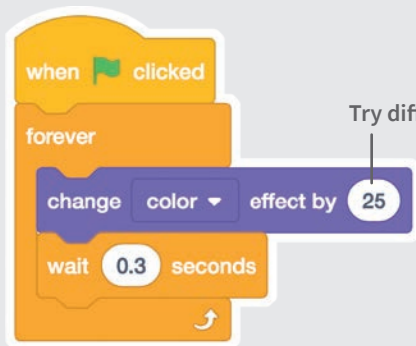 when clicked
forever
Try dif
change color effect by 25
wait 0.3 seconds